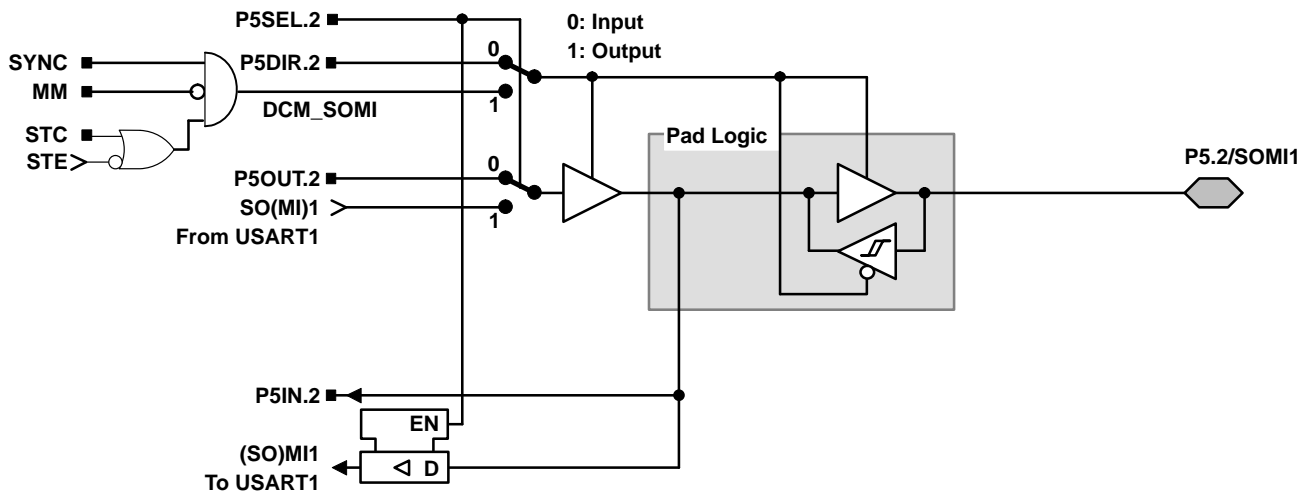 P5SEL.2
0: Input
1: Output
0
SYNC
P5DIR.2
MM
1
DCM_SOMI
STC
Pad Logic
STE
0
P5OUT.2
P5.2/SOMI1
SO(MI)1
1
From USART1
P5IN.2
EN
(SO)MI1
D
To USART1